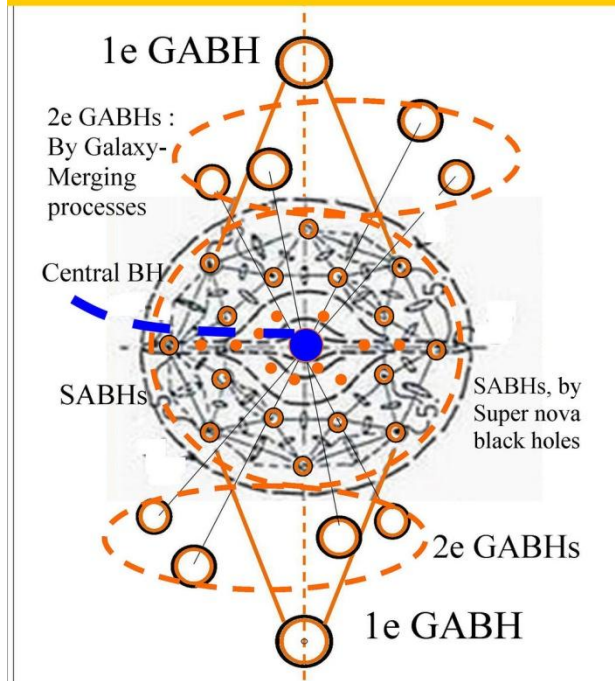 1e GABH
2e GABHs :
By Galaxy-
Merging
processes
Central BH
SABHs
SABHs, by
Super nova
black holes
2e GABHs
1e GABH